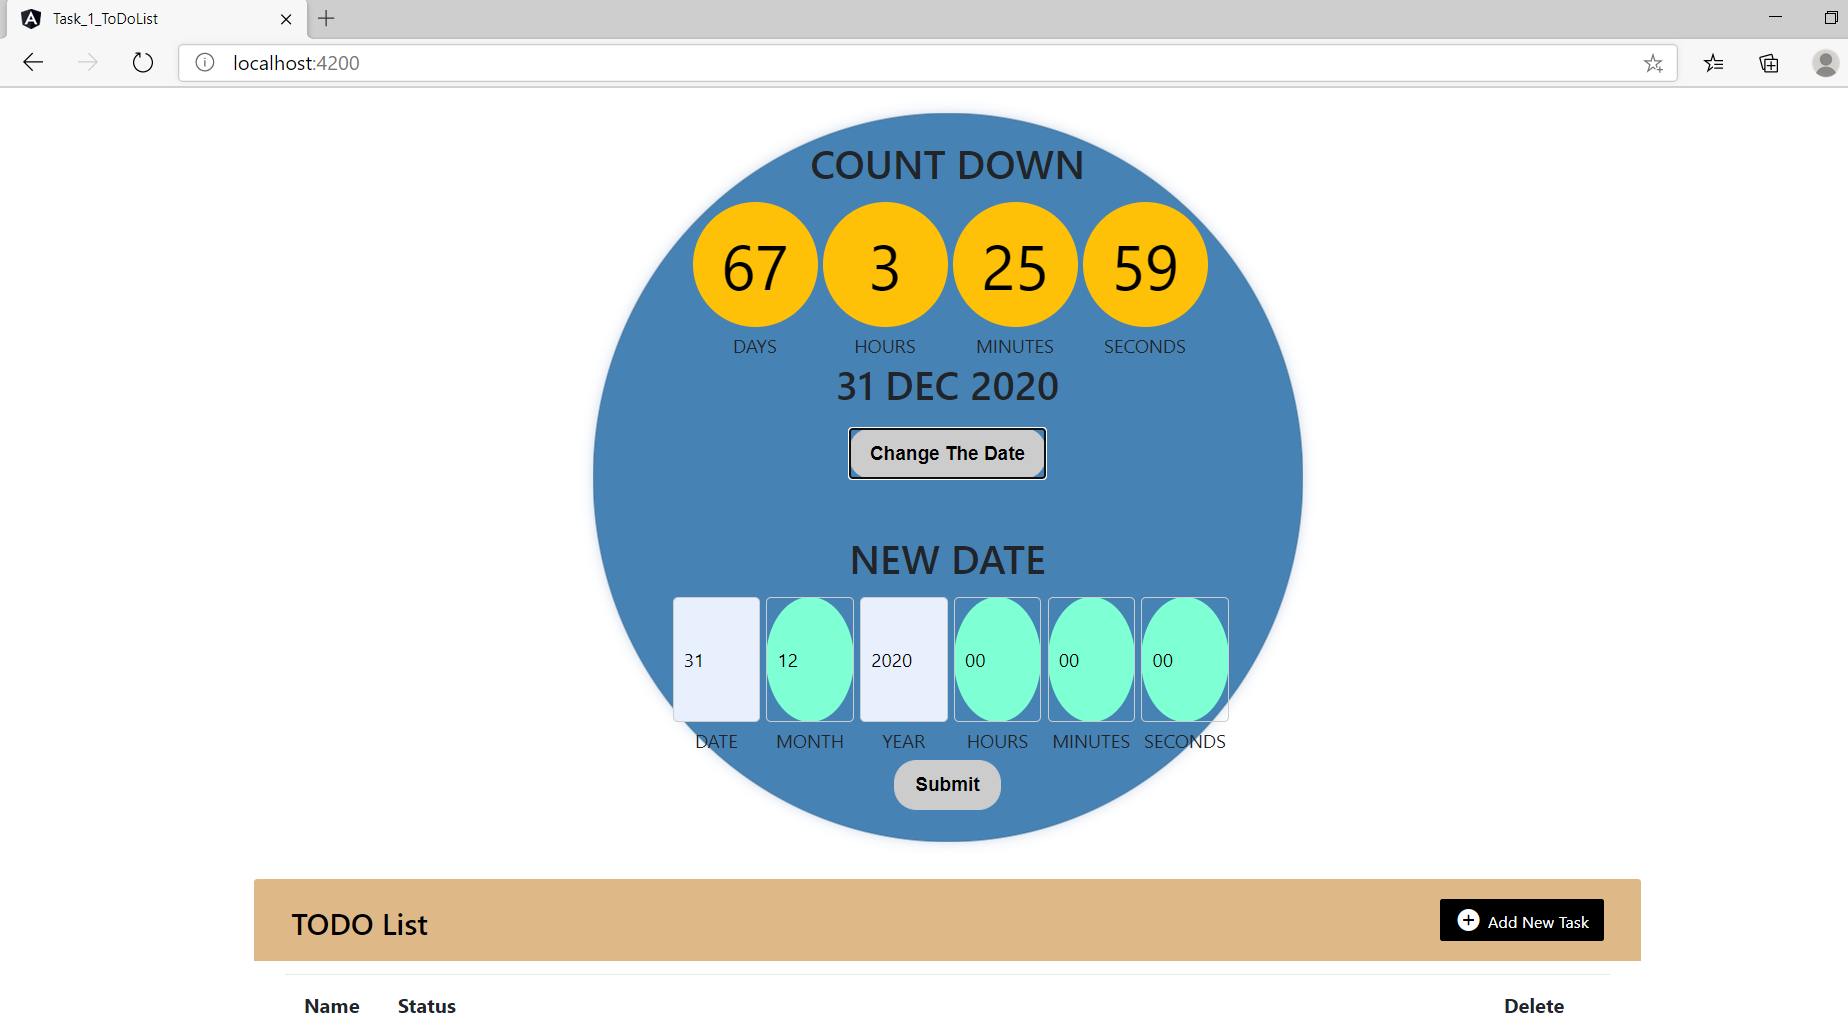 Task_1_ToDoList
localhost:4200
COUNT DOWN
67 3 25 59
DAYS HOURS MINUTES SECONDS
31 DEC 2020
Change The Date
NEW DATE
31 12 2020 00 00 00
DATE MONTH YEAR HOURS MINUTES SECONDS
Submit
TODO List Add New Task
Name Status Delete